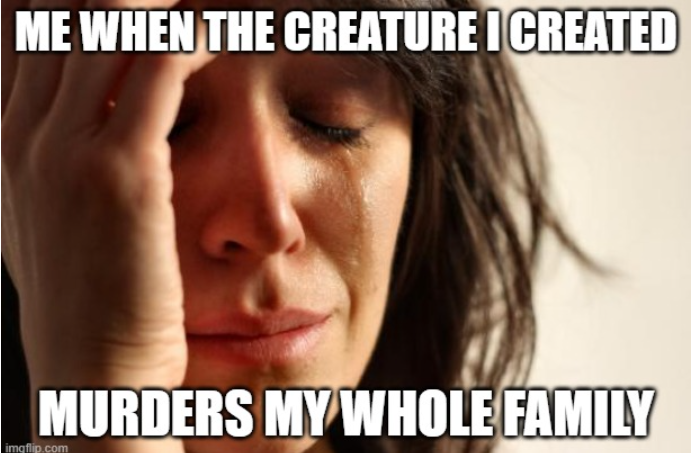 ME WHEN THE CREATURE I CREATED
MURDERS MY WHOLE FAMILY
imgflip.com